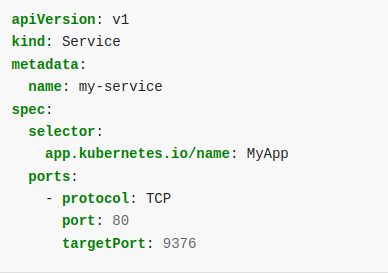 apiVersion: v1
kind: Service
metadata:
  name: my-service
spec:
  selector:
    app.kubernetes.io/name: MyApp
  ports:
    - protocol: TCP
      port: 80
      targetPort: 9376